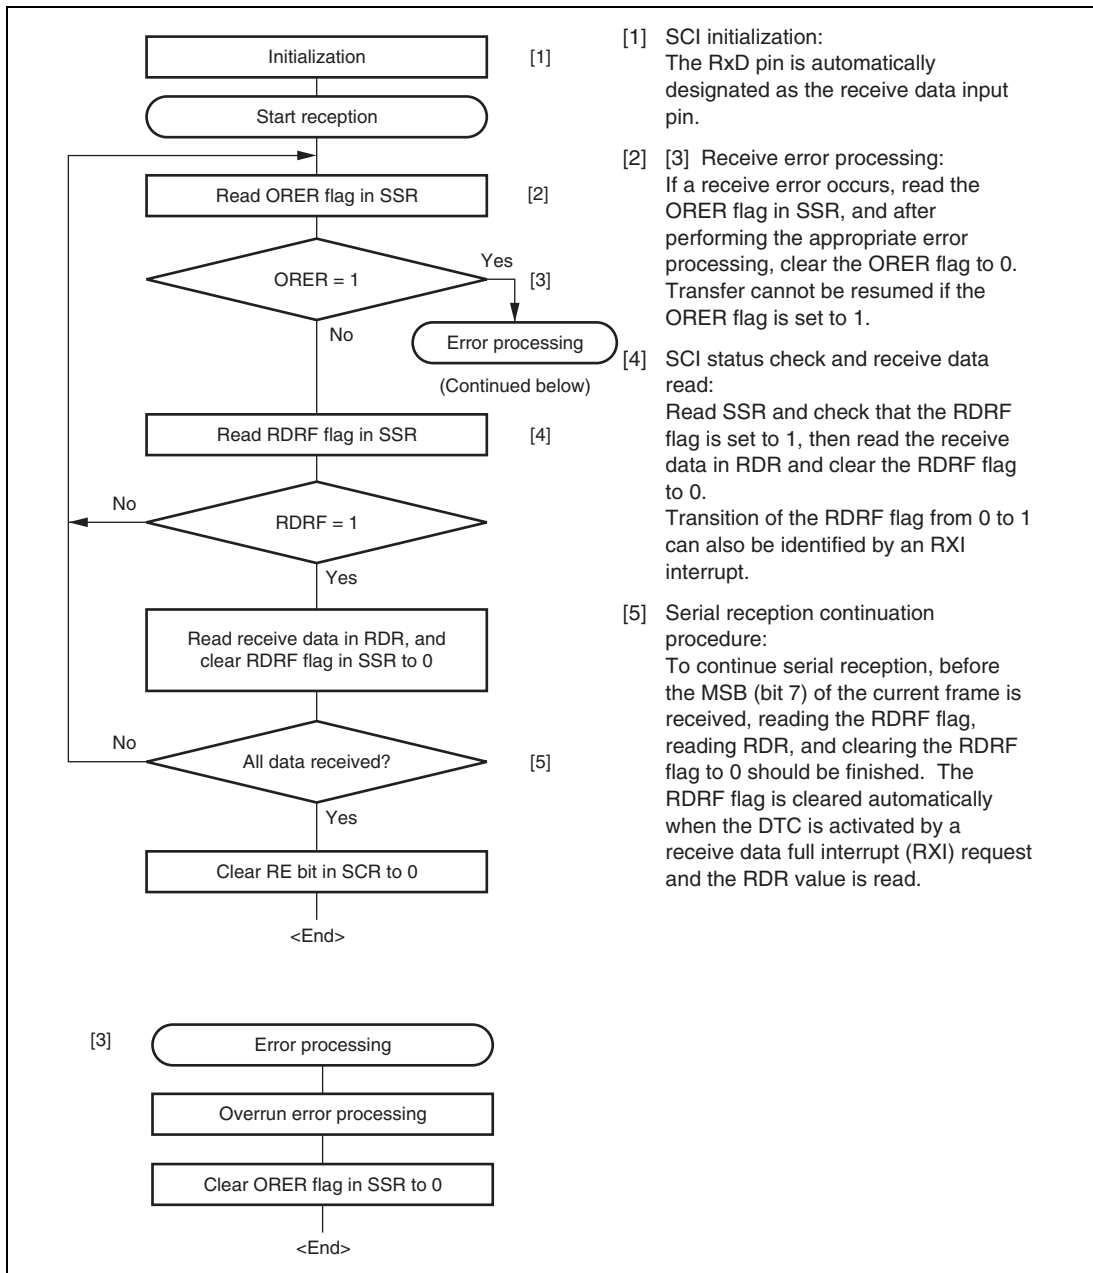 Initialization
[1]
Start reception
Read ORER flag in SSR
[2]
ORER = 1
Yes
[3]
No
Error processing
(Continued below)
Read RDRF flag in SSR
[4]
No
RDRF = 1
Yes
Read receive data in RDR, and
clear RDRF flag in SSR to 0
No
All data received?
[5]
Yes
Clear RE bit in SCR to 0
<End>
[3]
Error processing
Overrun error processing
Clear ORER flag in SSR to 0
<End>
[1] SCI initialization:
The RxD pin is automatically
designated as the receive data input
pin.
[2] [3] Receive error processing:
If a receive error occurs, read the
ORER flag in SSR, and after
performing the appropriate error
processing, clear the ORER flag to 0.
Transfer cannot be resumed if the
ORER flag is set to 1.
[4] SCI status check and receive data
read:
Read SSR and check that the RDRF
flag is set to 1, then read the receive
data in RDR and clear the RDRF flag
to 0.
Transition of the RDRF flag from 0 to 1
can also be identified by an RXI
interrupt.
[5] Serial reception continuation
procedure:
To continue serial reception, before
the MSB (bit 7) of the current frame is
received, reading the RDRF flag,
reading RDR, and clearing the RDRF
flag to 0 should be finished. The
RDRF flag is cleared automatically
when the DTC is activated by a
receive data full interrupt (RXI) request
and the RDR value is read.